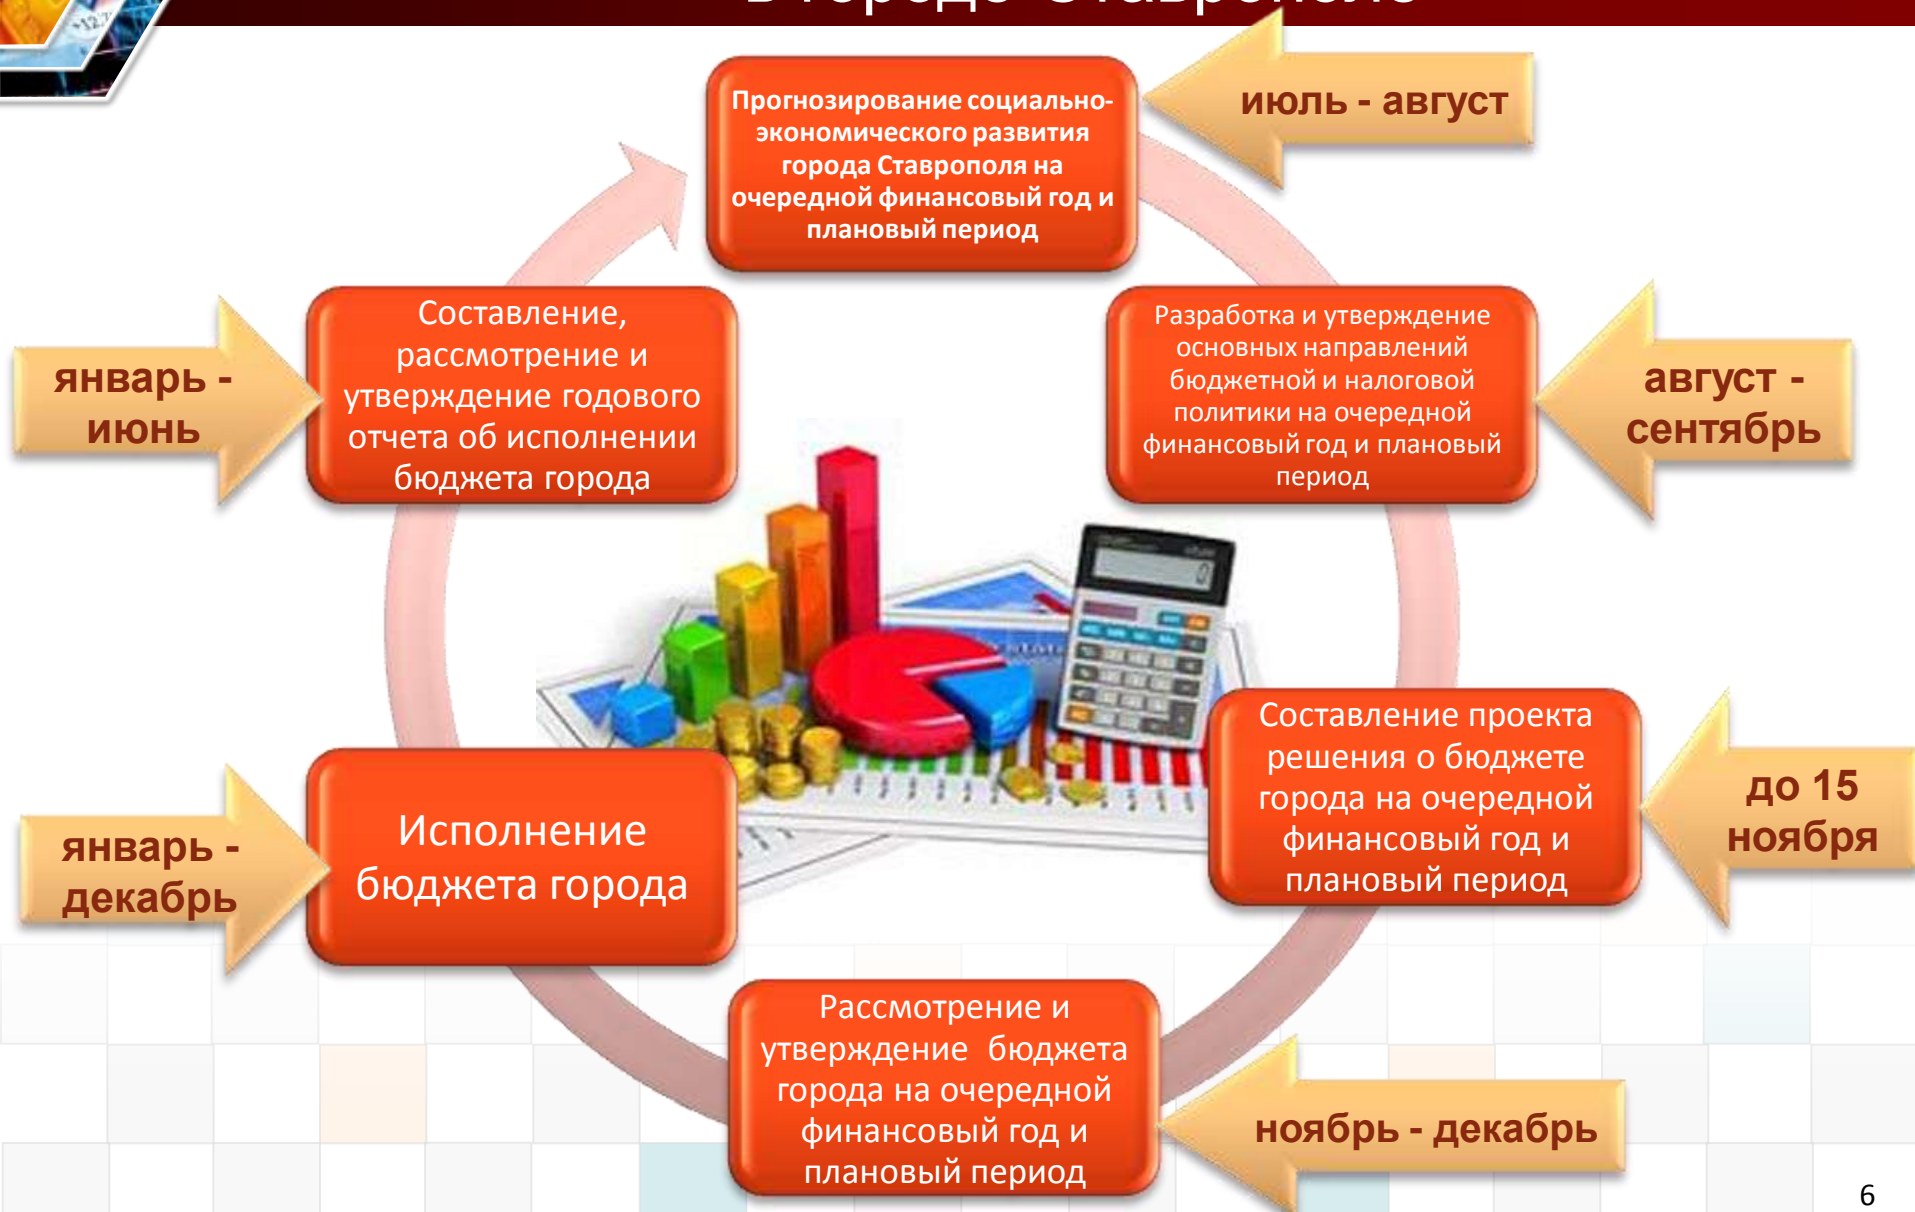 в городе Ставрополе
Прогнозирование социально-
экономического развития
города Ставрополя на
очередной финансовый год и
плановый период
июль - август
Разработка и утверждение
основных направлений
бюджетной и налоговой
политики на очередной
финансовый год и плановый
период
август -
сентябрь
Составление проекта
решения о бюджете
города на очередной
финансовый год и
плановый период
до 15
ноября
Рассмотрение и
утверждение  бюджета
города на очередной
финансовый год и
плановый период
ноябрь - декабрь
Исполнение
бюджета города
январь -
декабрь
Составление,
рассмотрение и
утверждение годового
отчета об исполнении
бюджета города
январь -
июнь
6